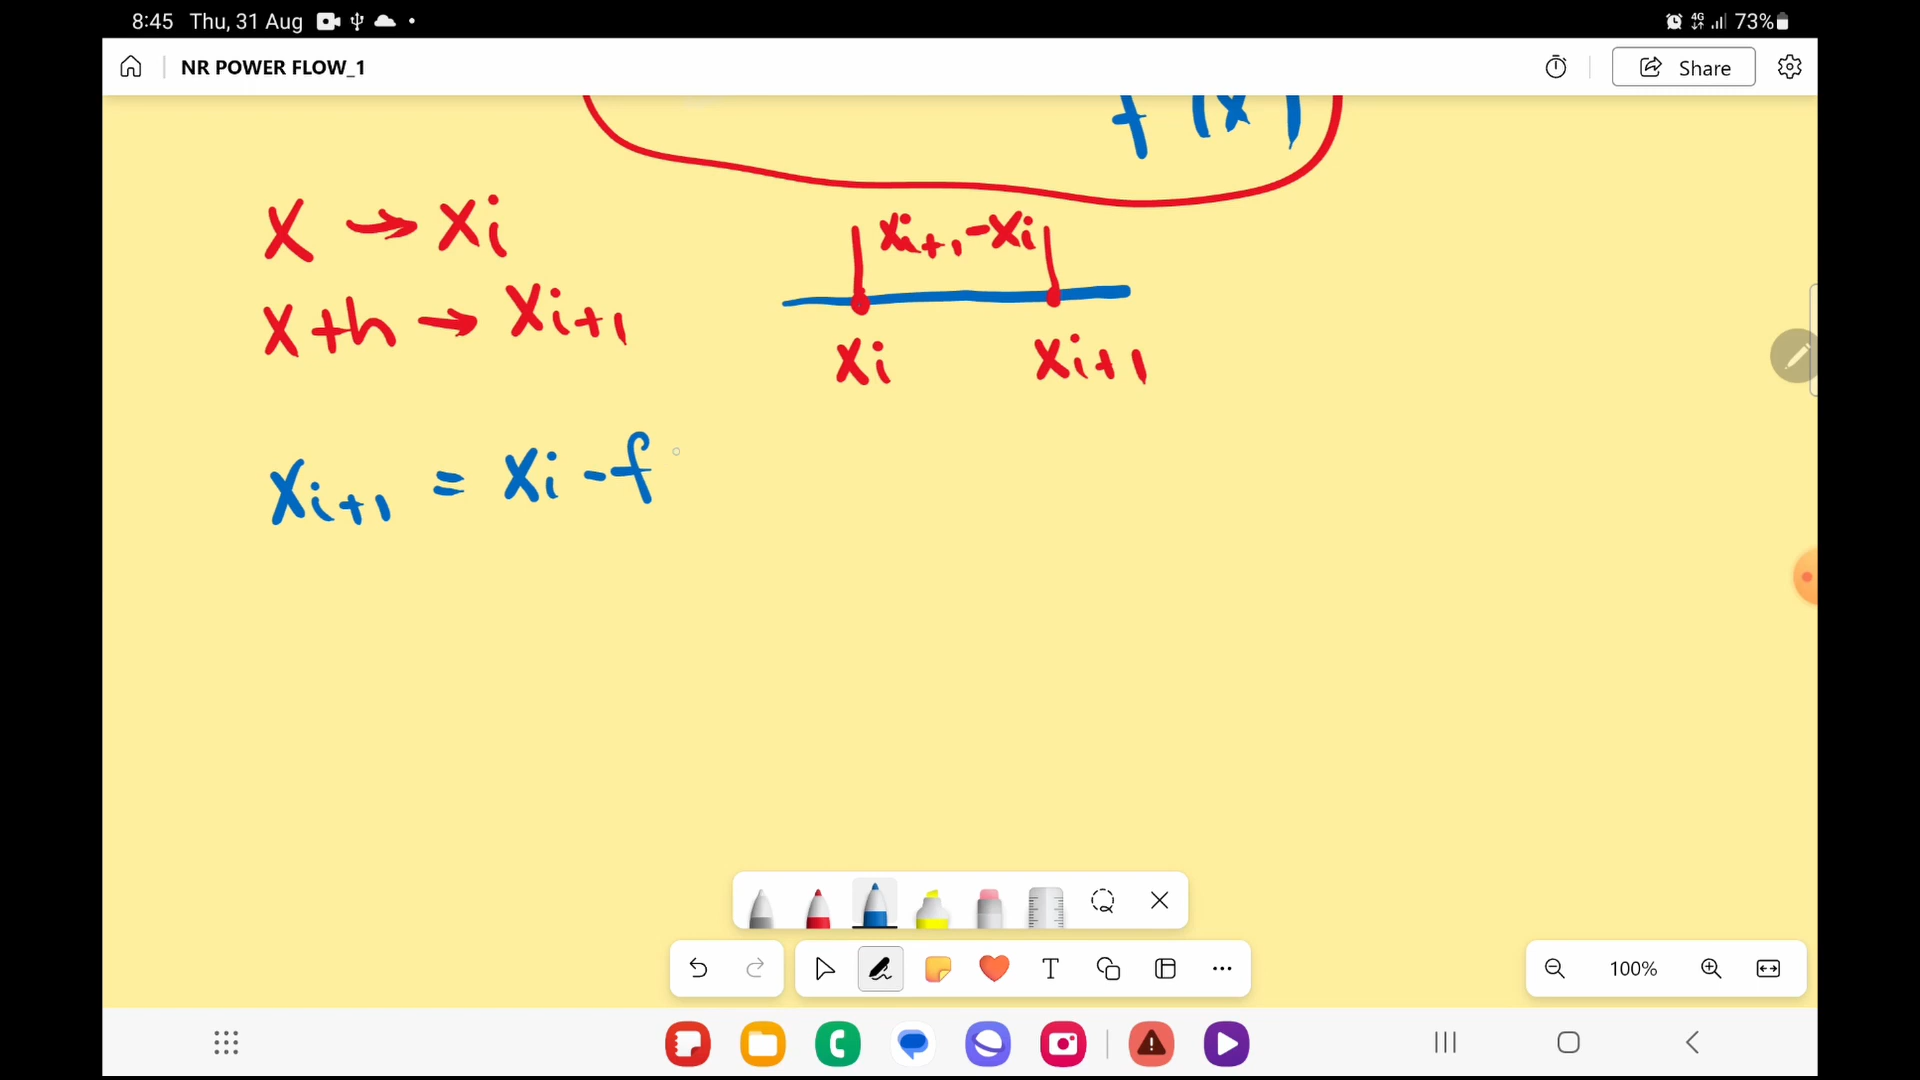 8:45 Thu, 31 Aug 4G 73%
NR POWER FLOW_1 Share
f'(x)
x → xi
xi+1-xi
x+h → xi+1
xi xi+1
xi+1 = xi -f
T
100%